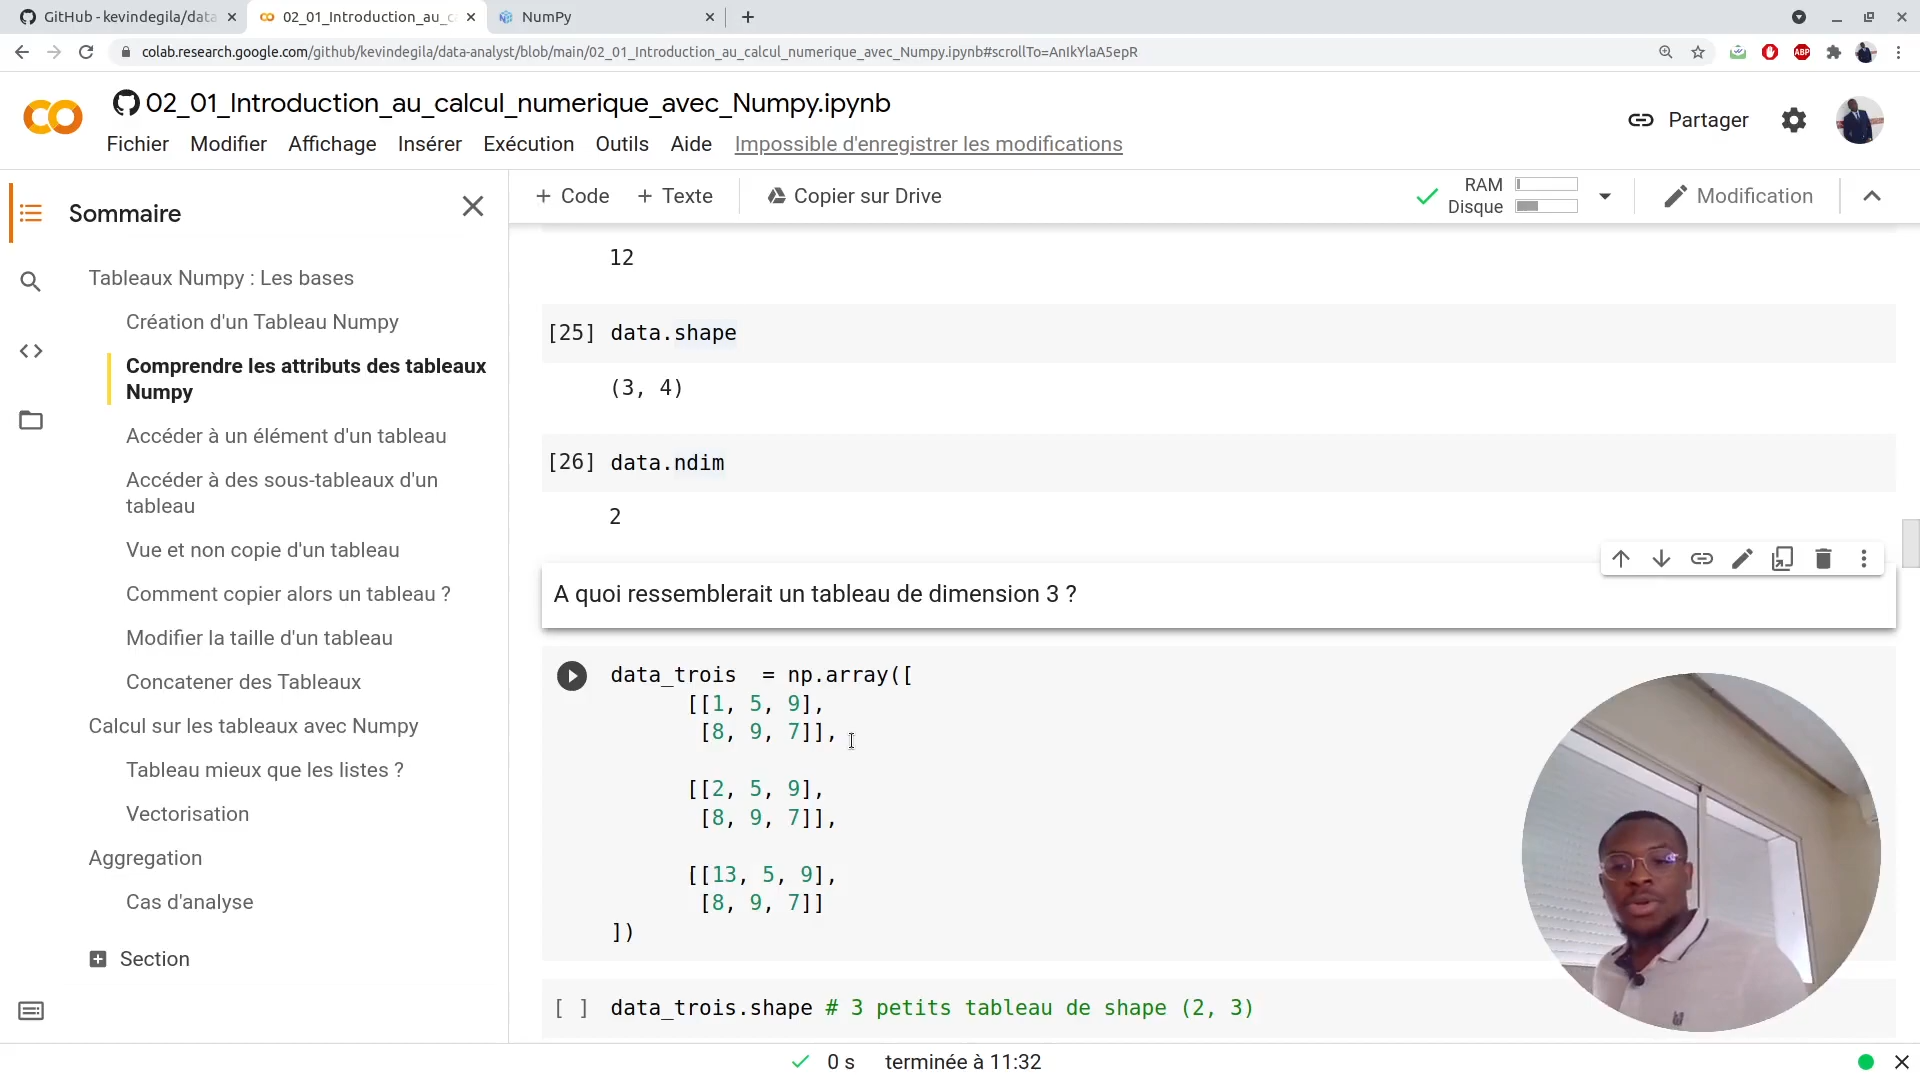 GitHub - kevindegila/data
02_01_Introduction_au_c
NumPy
colab.research.google.com/github/kevindegila/data-analyst/blob/main/02_01_Introduction_au_calcul_numerique_avec_Numpy.ipynb#scrollTo=AnIkYlaA5epR
ABP
CO
02_01_Introduction_au_calcul_numerique_avec_Numpy.ipynb
Partager
Fichier Modifier Affichage Insérer Exécution Outils Aide Impossible d'enregistrer les modifications
Sommaire
+ Code + Texte Copier sur Drive
RAM
Disque
Modification
Tableaux Numpy : Les bases
Création d'un Tableau Numpy
Comprendre les attributs des tableaux
Numpy
Accéder à un élément d'un tableau
Accéder à des sous-tableaux d'un
tableau
Vue et non copie d'un tableau
Comment copier alors un tableau ?
Modifier la taille d'un tableau
Concatener des Tableaux
Calcul sur les tableaux avec Numpy
Tableau mieux que les listes ?
Vectorisation
Aggregation
Cas d'analyse
Section
12
[25] data.shape
(3, 4)
[26] data.ndim
2
A quoi ressemblerait un tableau de dimension 3 ?
data_trois  = np.array([
[[1, 5, 9],
[8, 9, 7]],
[[2, 5, 9],
[8, 9, 7]],
[[13, 5, 9],
[8, 9, 7]]
])
[ ] data_trois.shape # 3 petits tableau de shape (2, 3)
0 s terminée à 11:32